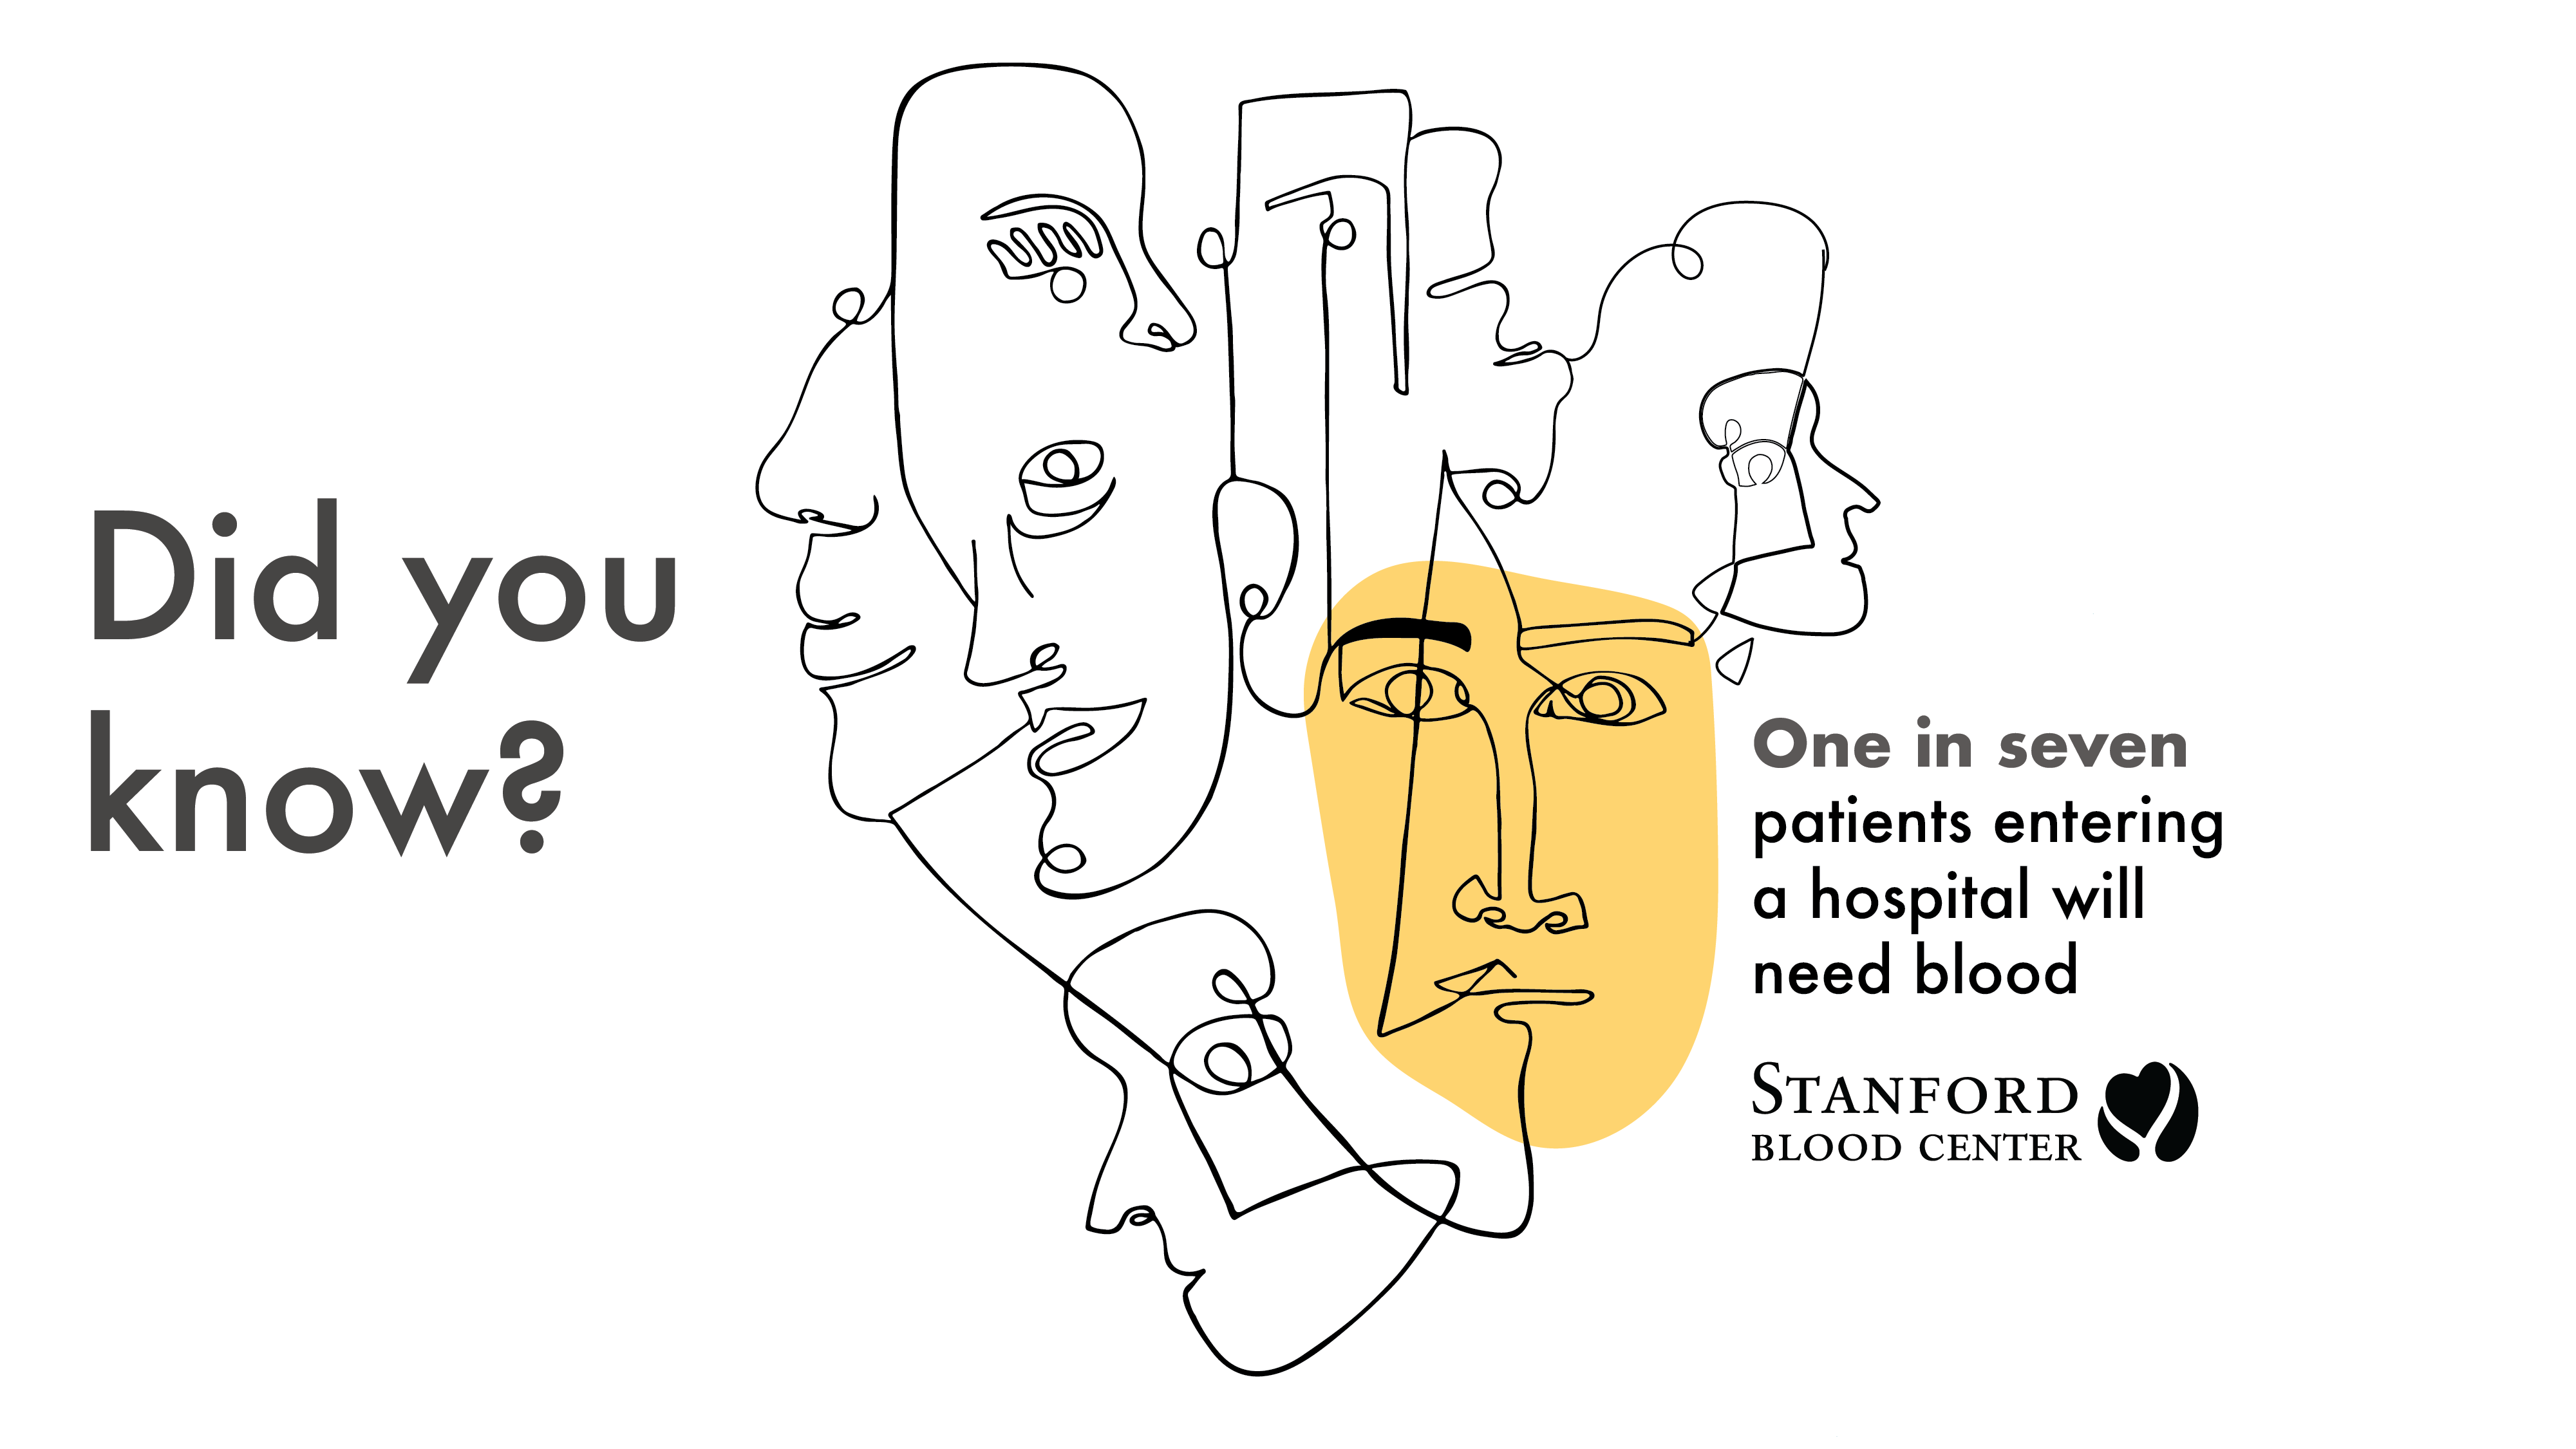 Did you
know?
One in seven
patients entering
a hospital will
need blood
STANFORD
BLOOD CENTER